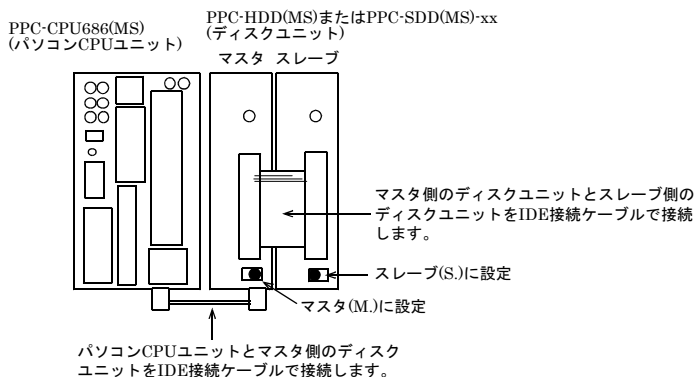 PPC-CPU686(MS)
(パソコンCPUユニット)
PPC-HDD(MS)またはPPC-SDD(MS)-xx
(ディスクユニット)
マスタ スレーブ
マスタ側のディスクユニットとスレーブ側の
ディスクユニットをIDE接続ケーブルで接続
します。
スレーブ(S.)に設定
マスタ(M.)に設定
パソコンCPUユニットとマスタ側のディスク
ユニットをIDE接続ケーブルで接続します。